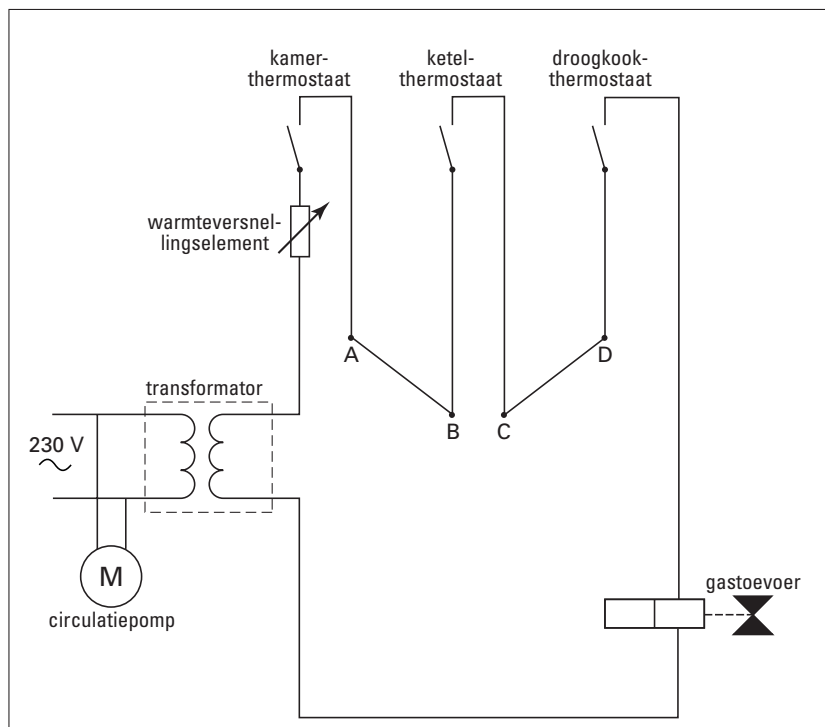 kamer-
thermostaat
ketel-
thermostaat
droogkook-
thermostaat
warmteversnel-
lingselement
A
D
B
C
transformator
230 V
M
circulatiepomp
gastoevoer